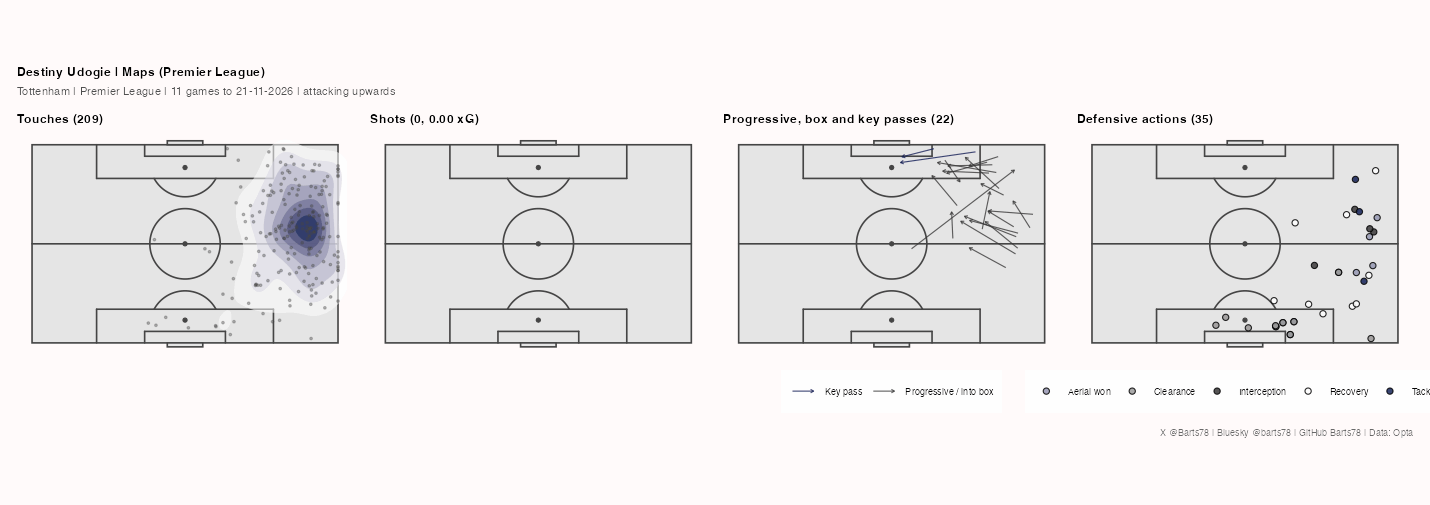 Destiny Udogie | Maps (Premier League)
Tottenham | Premier League | 11 games to 21-11-2026 | attacking upwards
Touches (209)
Shots (0, 0.00 xG)
Progressive, box and key passes (22)
Defensive actions (35)
Key pass
Progressive / into box
Aerial won
Clearance
Interception
Recovery
Tack
X @Barts78 | Bluesky @barts78 | GitHub Barts78 | Data: Opta